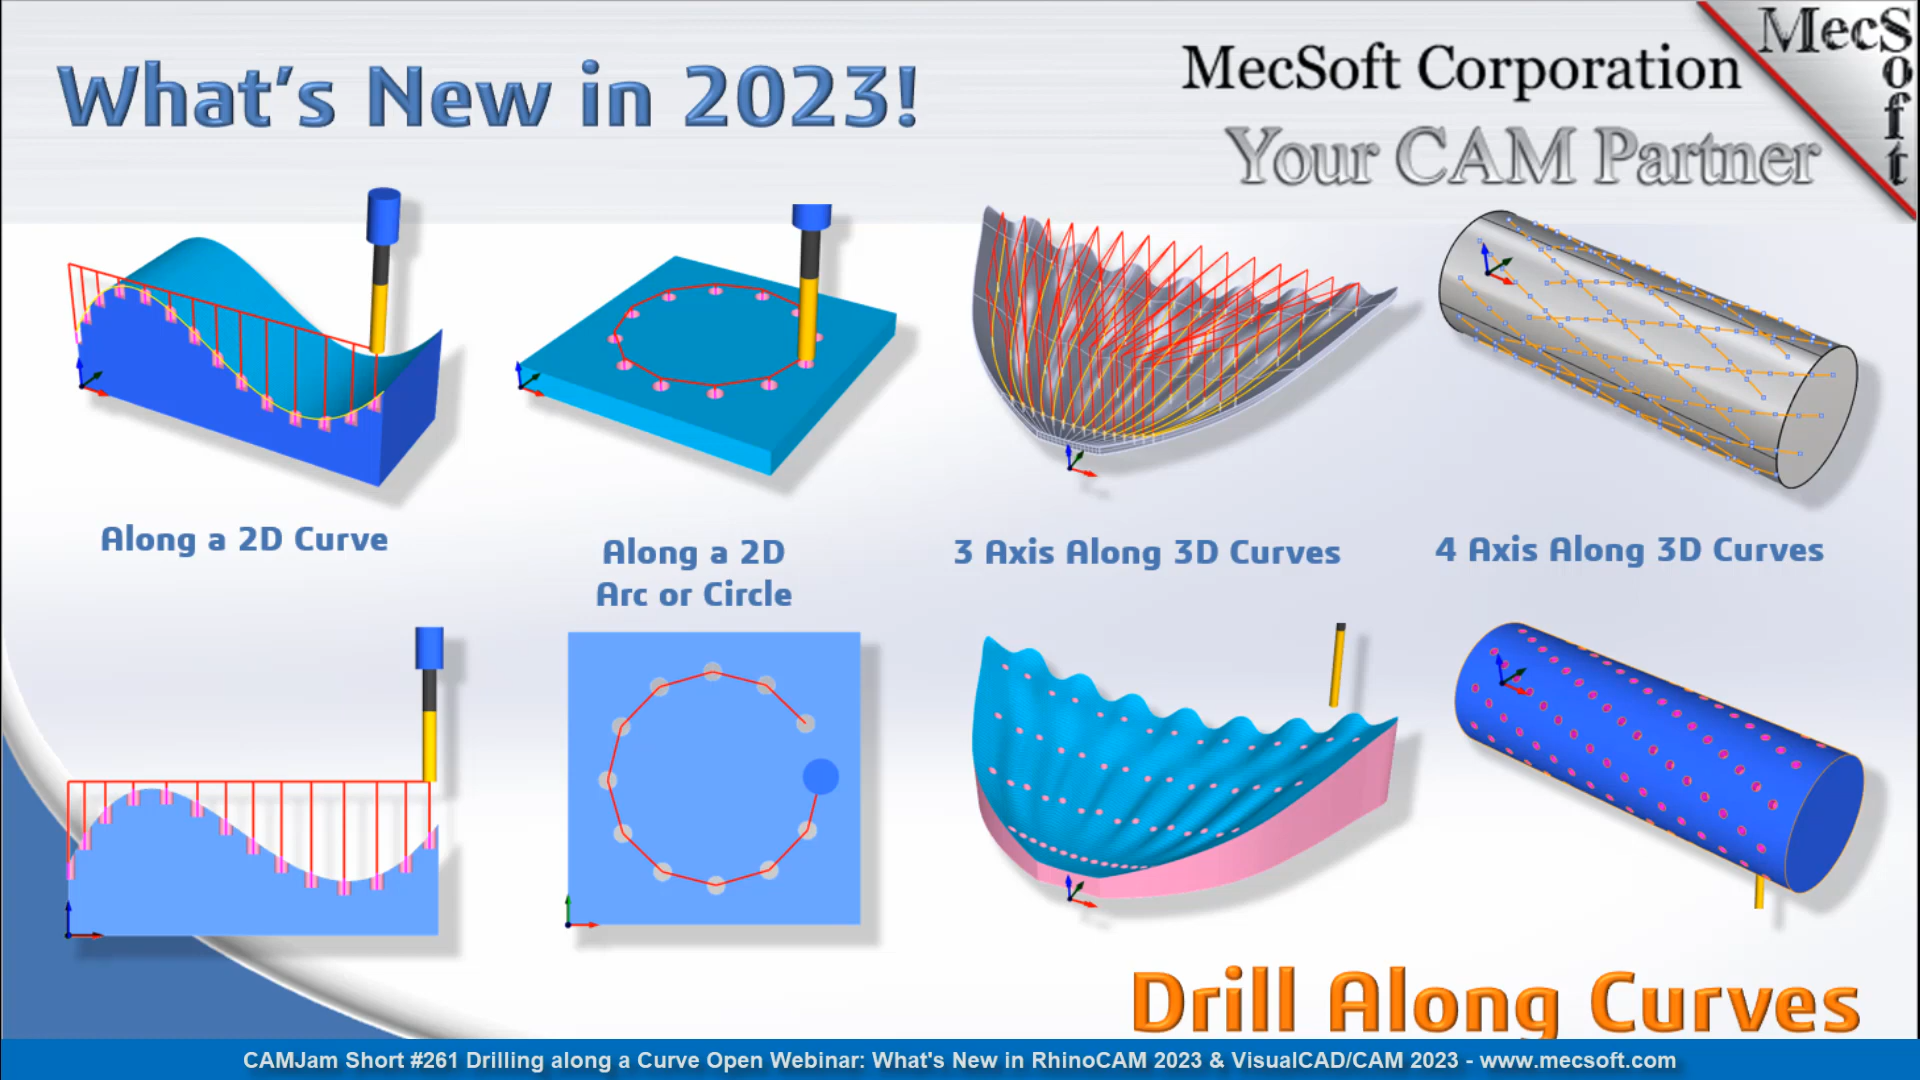 What's New in 2023!
MecSoft Corporation
Your CAM Partner
MecSoft
Along a 2D Curve
Along a 2D
Arc or Circle
3 Axis Along 3D Curves
4 Axis Along 3D Curves
Drill Along Curves
CAMJam Short #261 Drilling along a Curve Open Webinar: What's New in RhinoCAM 2023 & VisualCAD/CAM 2023 - www.mecsoft.com